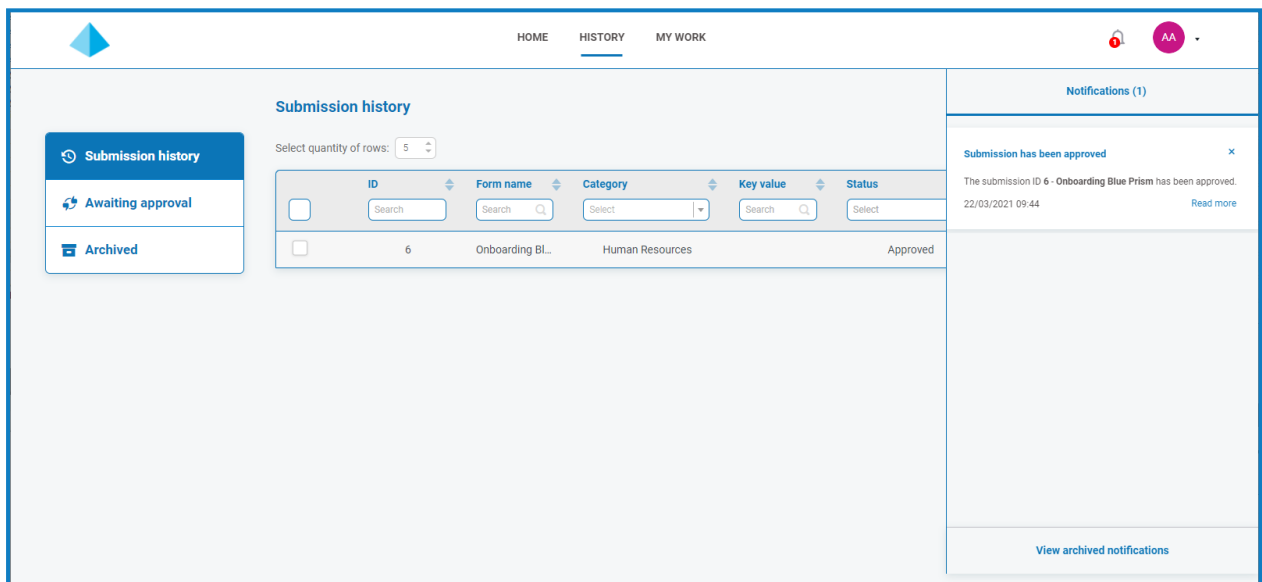 HOME HISTORY MY WORK
1 AA
Notifications (1)
Submission history
Submission history
Awaiting approval
Archived
Select quantity of rows: 5
ID Form name Category Key value Status
Search Search Select Search Select
6 Onboarding Bl... Human Resources Approved
Submission has been approved ×
The submission ID 6 - Onboarding Blue Prism has been approved.
22/03/2021 09:44 Read more
View archived notifications